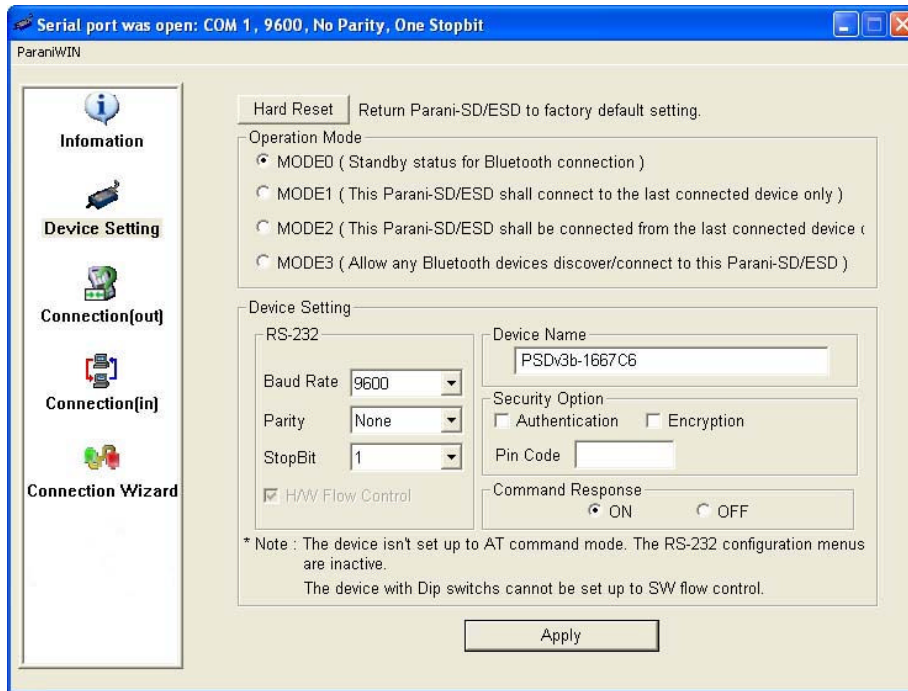 Serial port was open: COM 1, 9600, No Parity, One Stopbit
ParaniWIN
Infomation
Device Setting
Connection(out)
Connection(in)
Connection Wizard
Hard Reset Return Parani-SD/ESD to factory default setting.
Operation Mode
MODE0 ( Standby status for Bluetooth connection )
MODE1 ( This Parani-SD/ESD shall connect to the last connected device only )
MODE2 ( This Parani-SD/ESD shall be connected from the last connected device
MODE3 ( Allow any Bluetooth devices discover/connect to this Parani-SD/ESD )
Device Setting
RS-232
Baud Rate 9600
Parity None
StopBit 1
H/W Flow Control
Device Name
PSDv3b-1667C6
Security Option
Authentication Encryption
Pin Code
Command Response
ON OFF
* Note : The device isn't set up to AT command mode. The RS-232 configuration menus
are inactive.
The device with Dip switchs cannot be set up to SW flow control.
Apply